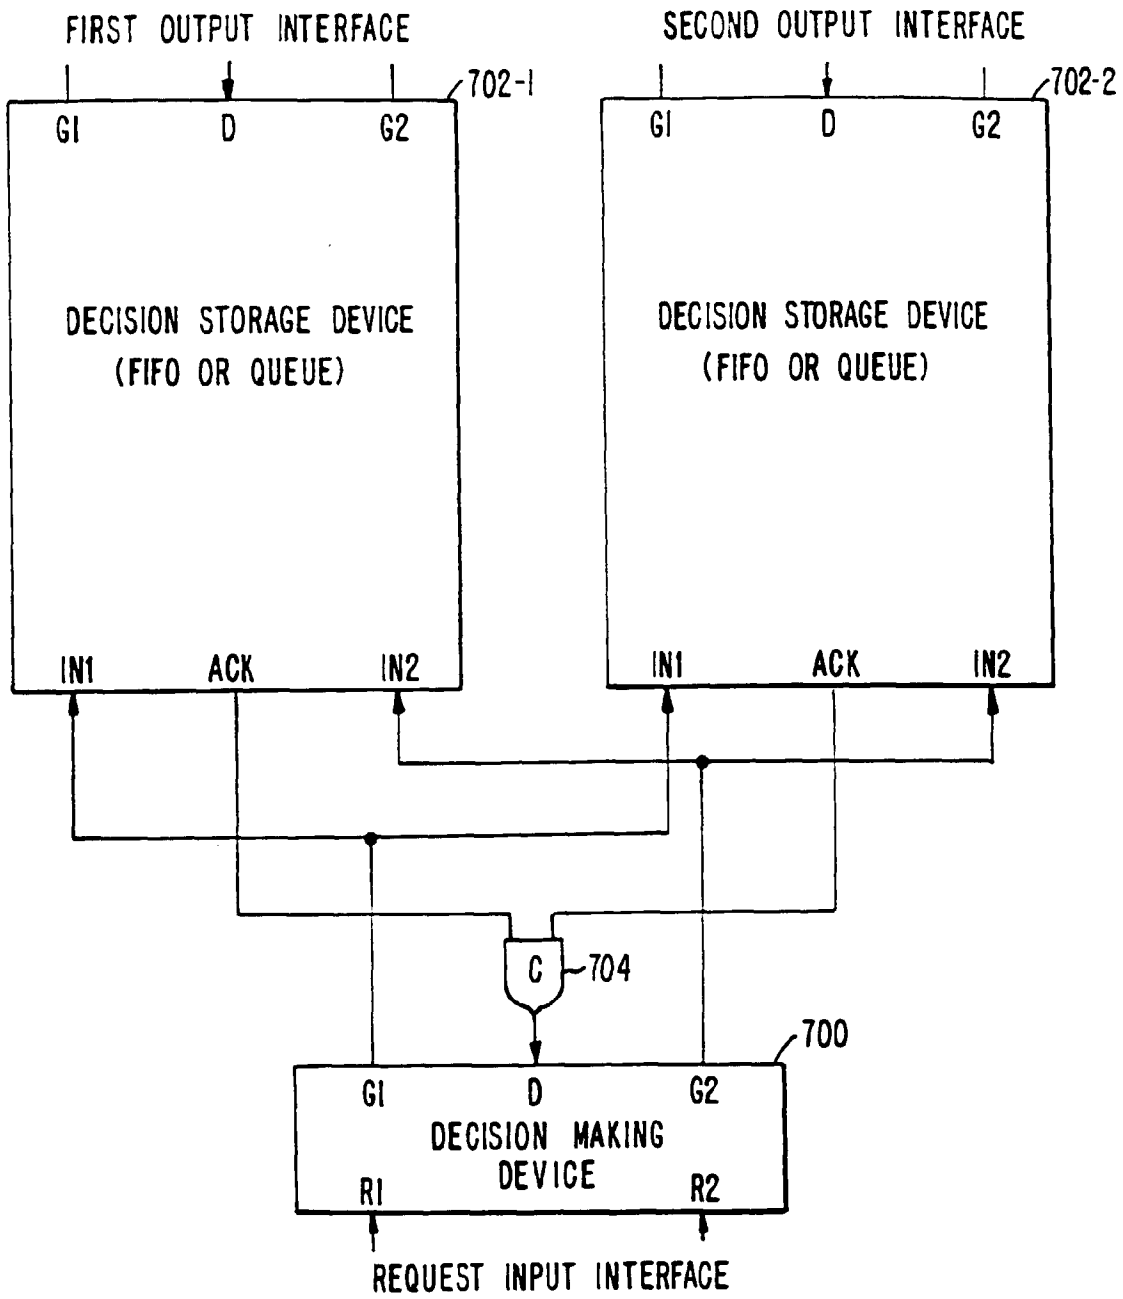 FIRST OUTPUT INTERFACE
SECOND OUTPUT INTERFACE
702-1
702-2
G1 D G2
G1 D G2
DECISION STORAGE DEVICE
(FIFO OR QUEUE)
DECISION STORAGE DEVICE
(FIFO OR QUEUE)
IN1 ACK IN2
IN1 ACK IN2
C
704
700
G1 D G2
DECISION MAKING
DEVICE
R1 R2
REQUEST INPUT INTERFACE